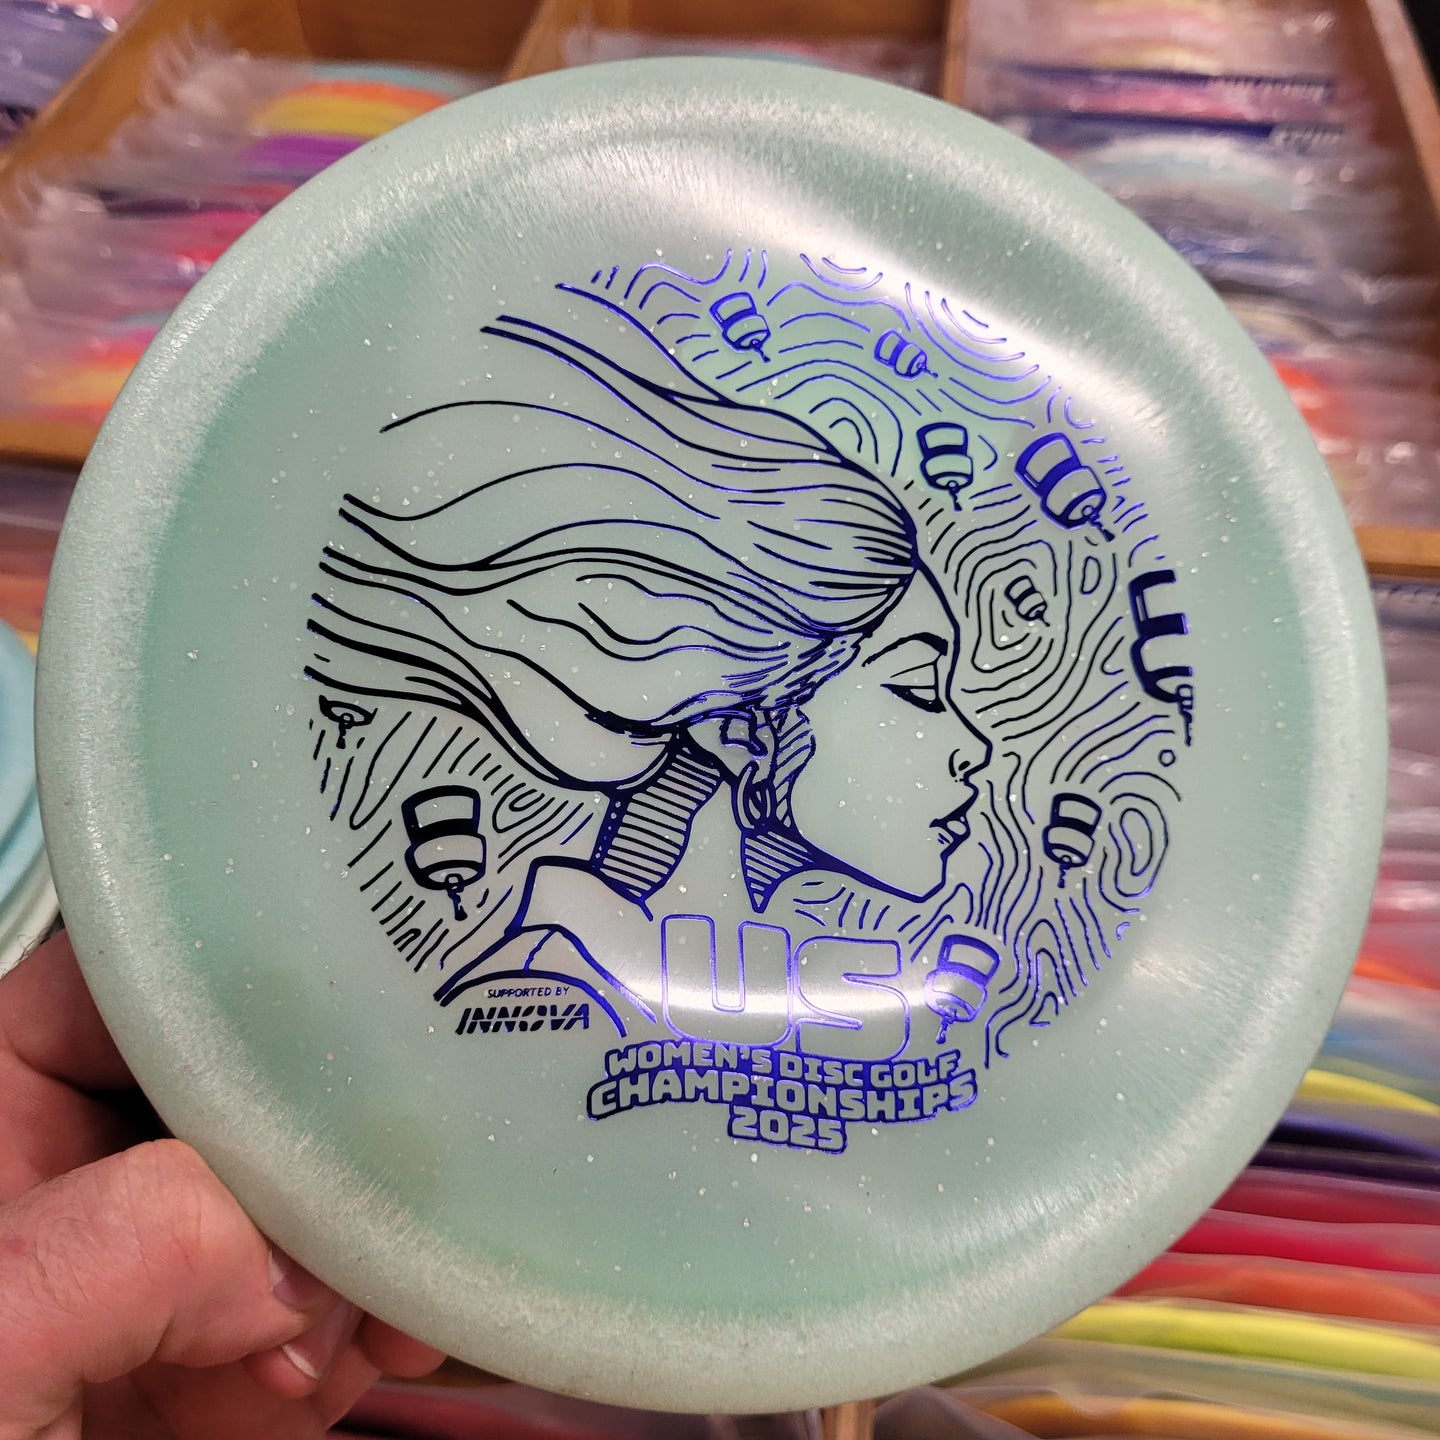 SUPPORTED BY
INNOVA
US
WOMEN'S DISC GOLF
CHAMPIONSHIPS
2025